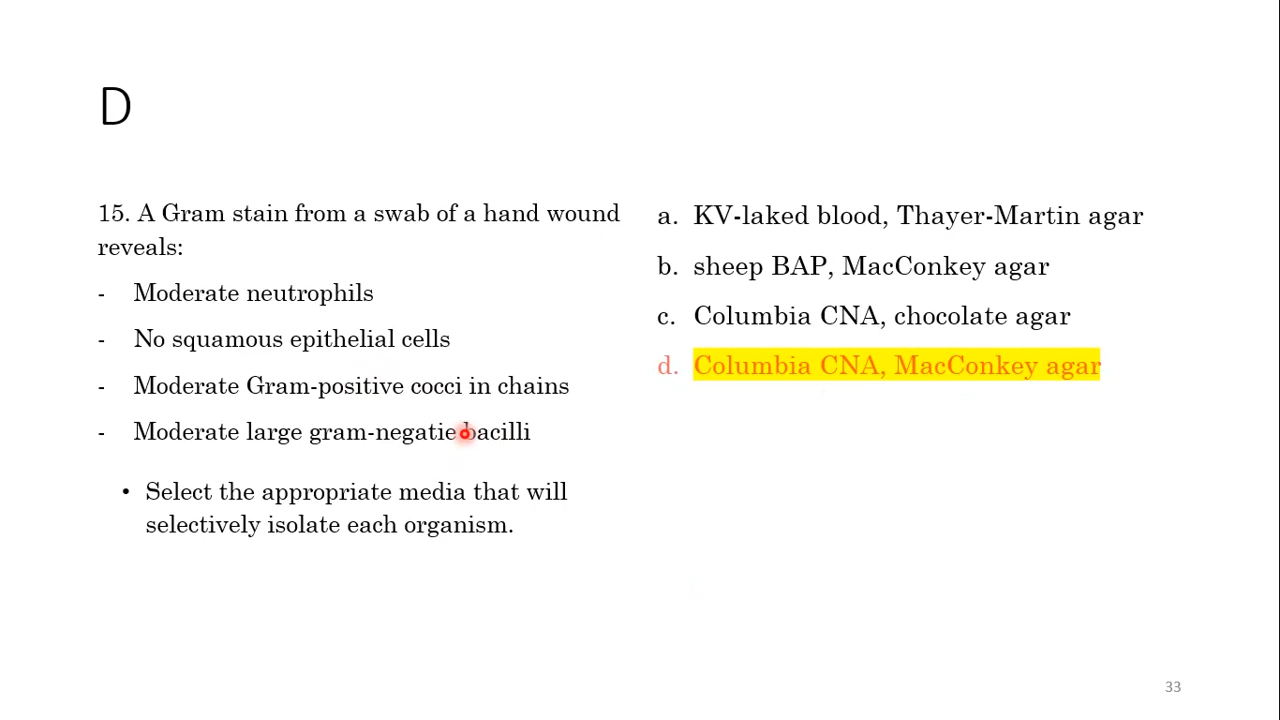 D
15. A Gram stain from a swab of a hand wound
reveals:
- Moderate neutrophils
- No squamous epithelial cells
- Moderate Gram-positive cocci in chains
- Moderate large gram-negatie bacilli
• Select the appropriate media that will
selectively isolate each organism.
a. KV-laked blood, Thayer-Martin agar
b. sheep BAP, MacConkey agar
c. Columbia CNA, chocolate agar
d. Columbia CNA, MacConkey agar
33